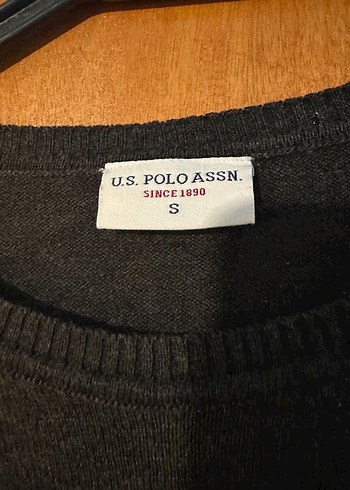 U.S. POLO ASSN.
SINCE 1890
S